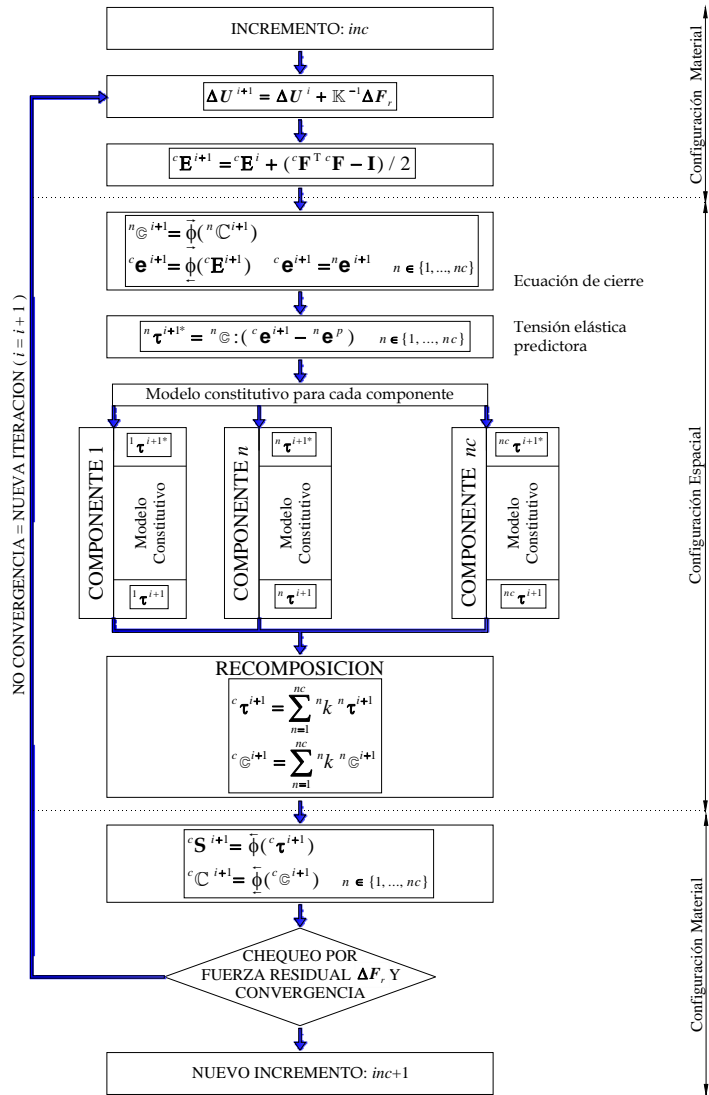 INCREMENTO: inc
ΔU^{i+1} = ΔU^i + 𝕂^{-1}ΔF_r
^cE^{i+1} = ^cE^i + (^cF^T ^cF − I) / 2
Configuración Material
^n𝕔^{i+1} = ϕ⃗(^nℂ^{i+1})
^ce^{i+1} = ϕ⃗(^cE^{i+1}) ^ce^{i+1} = ^ne^{i+1} n ∈ {1, ..., nc}
Ecuación de cierre
^nτ^{i+1*} = ^n𝕔 : (^ce^{i+1} − ^ne^p) n ∈ {1, ..., nc}
Tensión elástica
predictora
Modelo constitutivo para cada componente
COMPONENTE 1
^1τ^{i+1*}
Modelo
Constitutivo
^1τ^{i+1}
COMPONENTE n
^nτ^{i+1*}
Modelo
Constitutivo
^nτ^{i+1}
COMPONENTE nc
^{nc}τ^{i+1*}
Modelo
Constitutivo
^{nc}τ^{i+1}
Configuración Espacial
NO CONVERGENCIA = NUEVA ITERACION ( i = i + 1 )
RECOMPOSICION
^cτ^{i+1} = ∑_{n=1}^{nc} ^nk ^nτ^{i+1}
^c𝕔^{i+1} = ∑_{n=1}^{nc} ^nk ^n𝕔^{i+1}
^cS^{i+1} = ϕ⃖(^cτ^{i+1})
^cℂ^{i+1} = ϕ⃖(^c𝕔^{i+1}) n ∈ {1, ..., nc}
CHEQUEO POR
FUERZA RESIDUAL ΔF_r Y
CONVERGENCIA
Configuración Material
NUEVO INCREMENTO: inc+1